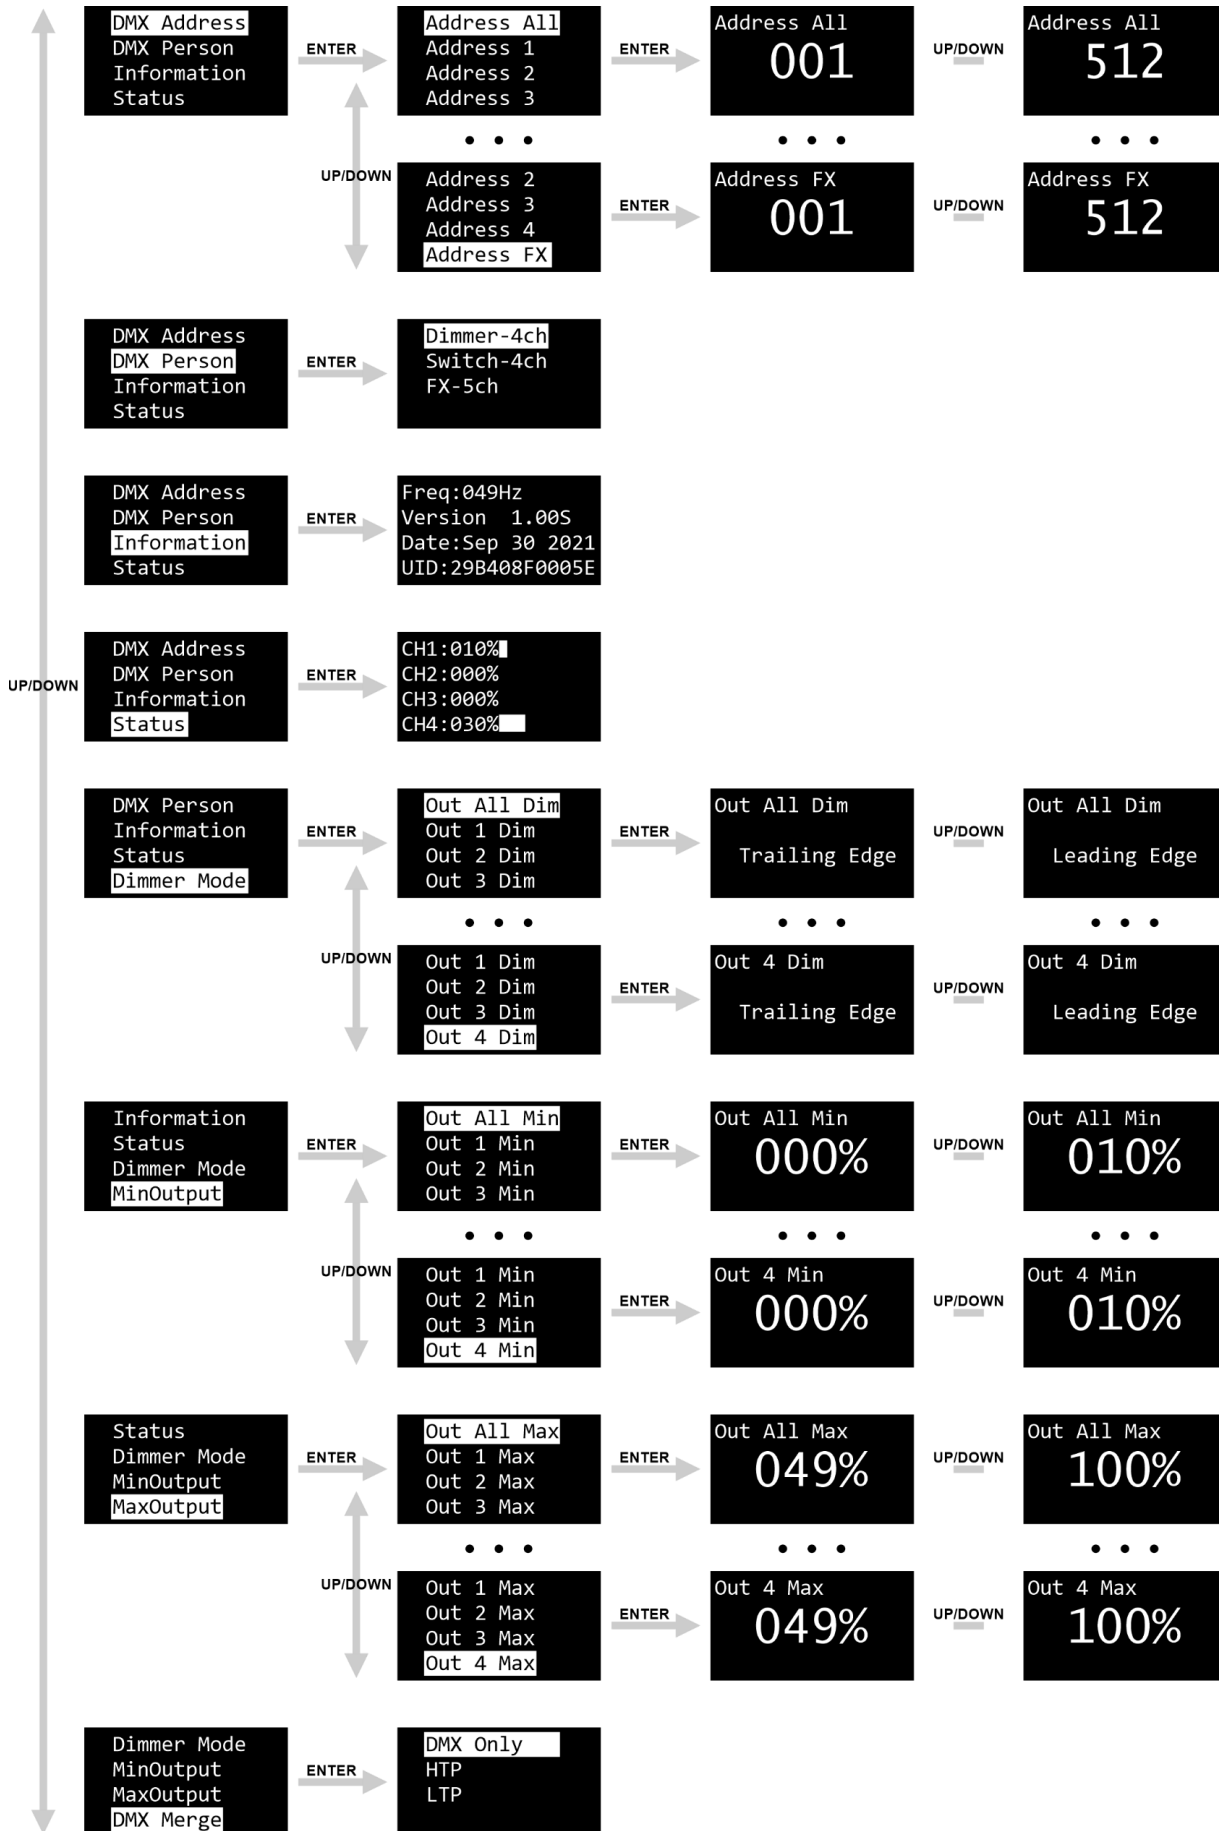 DMX Address
DMX Person
Information
Status
ENTER
Address All
Address 1
Address 2
Address 3
ENTER
Address All
001
UP/DOWN
Address All
512
UP/DOWN
Address 2
Address 3
Address 4
Address FX
ENTER
Address FX
001
UP/DOWN
Address FX
512
DMX Address
DMX Person
Information
Status
ENTER
Dimmer-4ch
Switch-4ch
FX-5ch
DMX Address
DMX Person
Information
Status
ENTER
Freq:049Hz
Version 1.00S
Date:Sep 30 2021
UID:29B408F0005E
UP/DOWN
DMX Address
DMX Person
Information
Status
ENTER
CH1:010%
CH2:000%
CH3:000%
CH4:030%
DMX Person
Information
Status
Dimmer Mode
ENTER
Out All Dim
Out 1 Dim
Out 2 Dim
Out 3 Dim
ENTER
Out All Dim
Trailing Edge
UP/DOWN
Out All Dim
Leading Edge
UP/DOWN
Out 1 Dim
Out 2 Dim
Out 3 Dim
Out 4 Dim
ENTER
Out 4 Dim
Trailing Edge
UP/DOWN
Out 4 Dim
Leading Edge
Information
Status
Dimmer Mode
MinOutput
ENTER
Out All Min
Out 1 Min
Out 2 Min
Out 3 Min
ENTER
Out All Min
000%
UP/DOWN
Out All Min
010%
UP/DOWN
Out 1 Min
Out 2 Min
Out 3 Min
Out 4 Min
ENTER
Out 4 Min
000%
UP/DOWN
Out 4 Min
010%
Status
Dimmer Mode
MinOutput
MaxOutput
ENTER
Out All Max
Out 1 Max
Out 2 Max
Out 3 Max
ENTER
Out All Max
049%
UP/DOWN
Out All Max
100%
UP/DOWN
Out 1 Max
Out 2 Max
Out 3 Max
Out 4 Max
ENTER
Out 4 Max
049%
UP/DOWN
Out 4 Max
100%
Dimmer Mode
MinOutput
MaxOutput
DMX Merge
ENTER
DMX Only
HTP
LTP